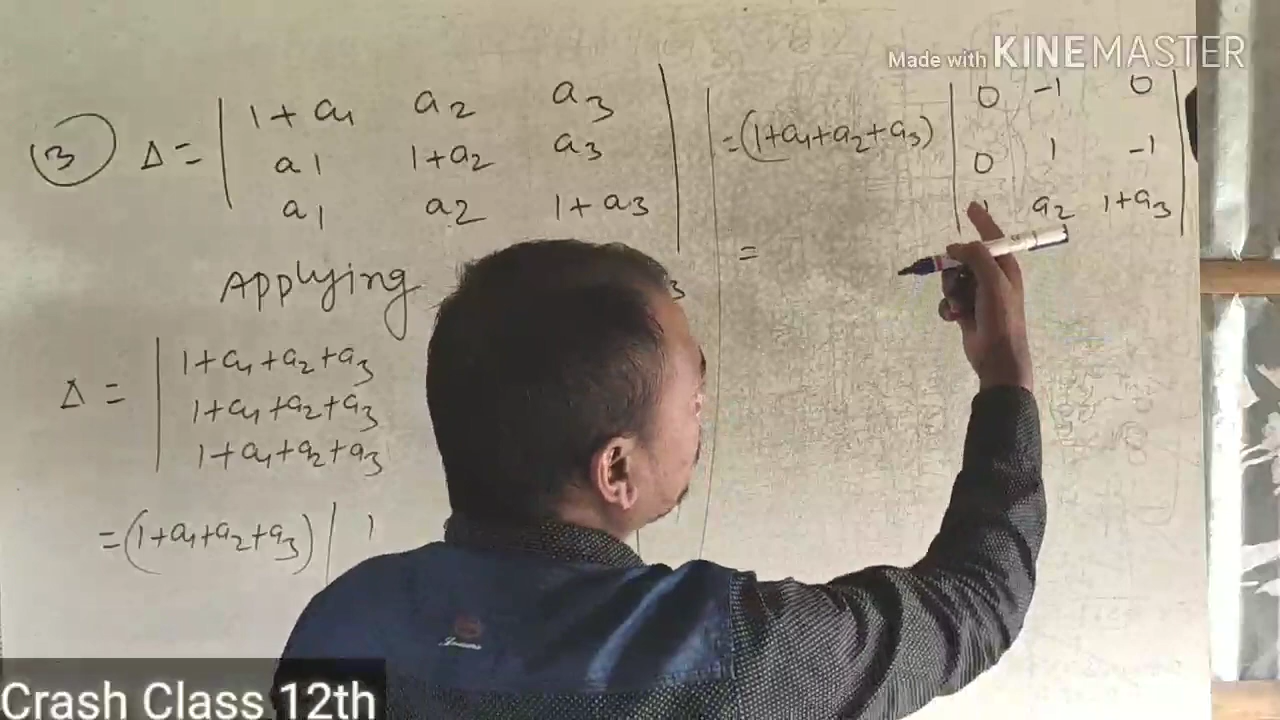 Made with KINEMASTER
(3) Δ = | 1+a1 a2 a3 |
a1 1+a2 a3
a1 a2 1+a3
Applying 3
Δ = | 1+a1+a2+a3
1+a1+a2+a3
1+a1+a2+a3
=(1+a1+a2+a3) | 1
=(1+a1+a2+a3) | 0 -1 0 |
0 1 -1
a2 1+a3
=
Crash Class 12th